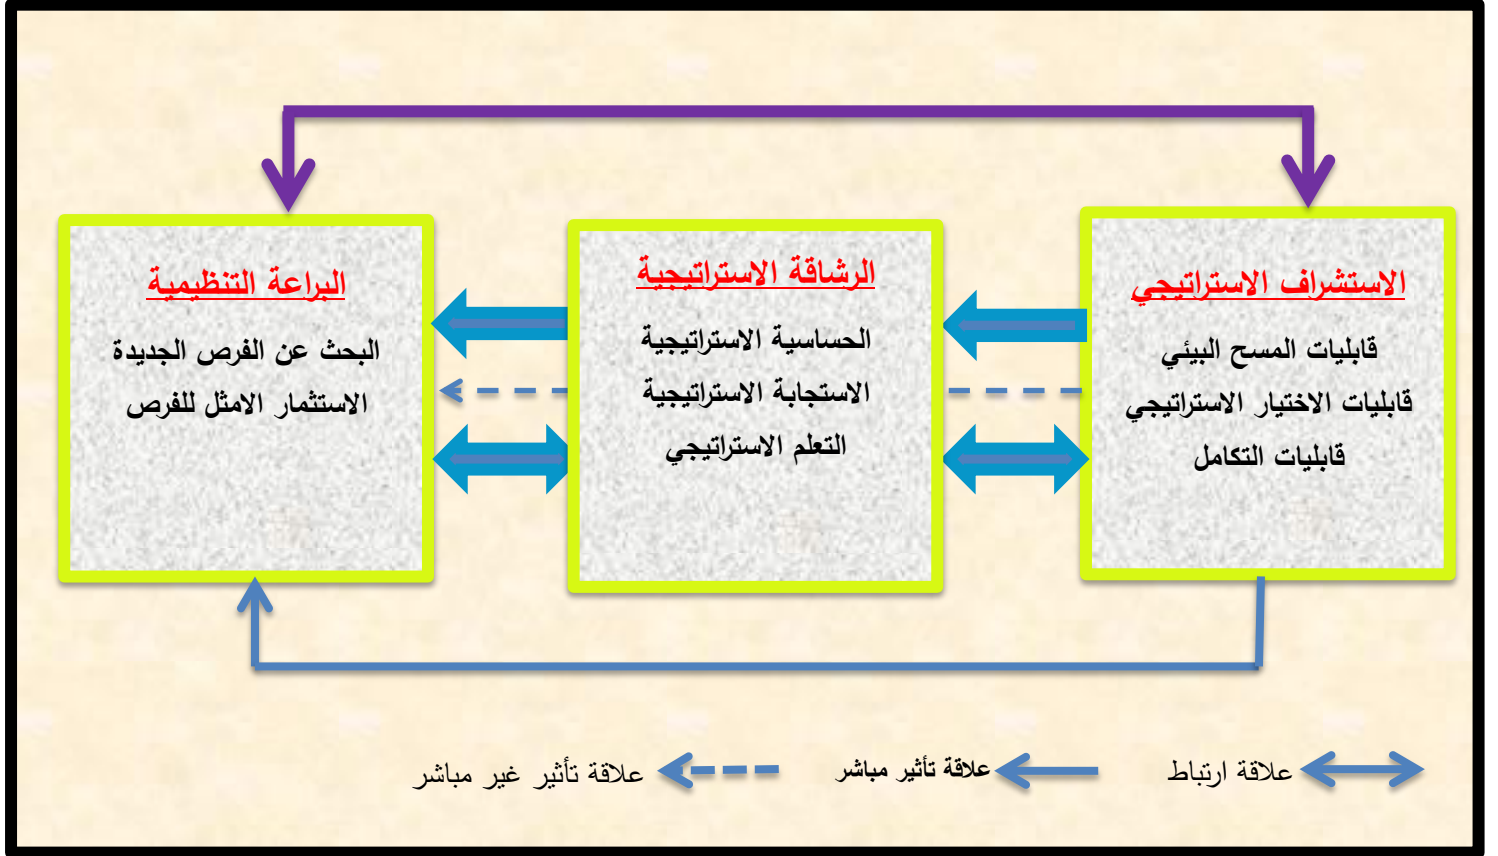 الاستشراف الاستراتيجي
قابليات المسح البيئي
قابليات الاختيار الاستراتيجي
قابليات التكامل
الرشاقة الاستراتيجية
الحساسية الاستراتيجية
الاستجابة الاستراتيجية
التعلم الاستراتيجي
البراعة التنظيمية
البحث عن الفرص الجديدة
الاستثمار الامثل للفرص
علاقة ارتباط
علاقة تأثير مباشر
علاقة تأثير غير مباشر